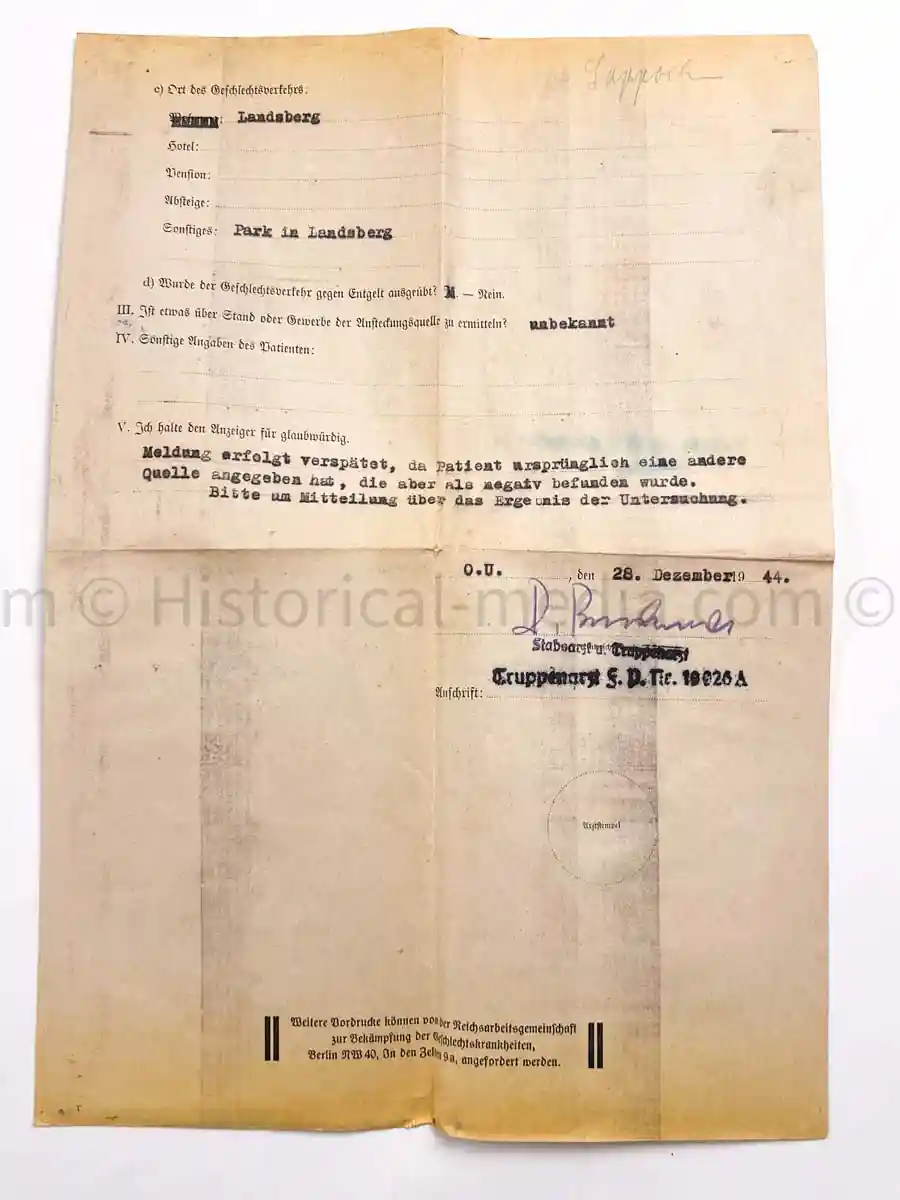 Lappoch
c) Ort des Geschlechtsverkehrs:
: Landsberg
Hotel:
Pension:
Absteige:
Sonstiges: Park in Landsberg
d) Wurde der Geschlechtsverkehr gegen Entgelt ausgeübt? — Nein.
III. Ist etwas über Stand oder Gewerbe der Ansteckungsquelle zu ermitteln? unbekannt
IV. Sonstige Angaben des Patienten:
V. Ich halte den Anzeiger für glaubwürdig.
Meldung erfolgt verspätet, da Patient ursprünglich eine andere
Quelle angegeben hat, die aber als negativ befunden wurde.
Bitte um Mitteilung über das Ergebnis der Untersuchung.
O.U. , den 28. Dezember 19 44.
m © Historical-media.com ©
Dr.
Stabsarzt u. Truppenarzt
Truppenarzt F. P. Nr. 19026 A
Anschrift:
Arztstempel
Weitere Vordrucke können von der Reichsarbeitsgemeinschaft
zur Bekämpfung der Geschlechtskrankheiten,
Berlin NW 40, In den Zelten 9a, angefordert werden.